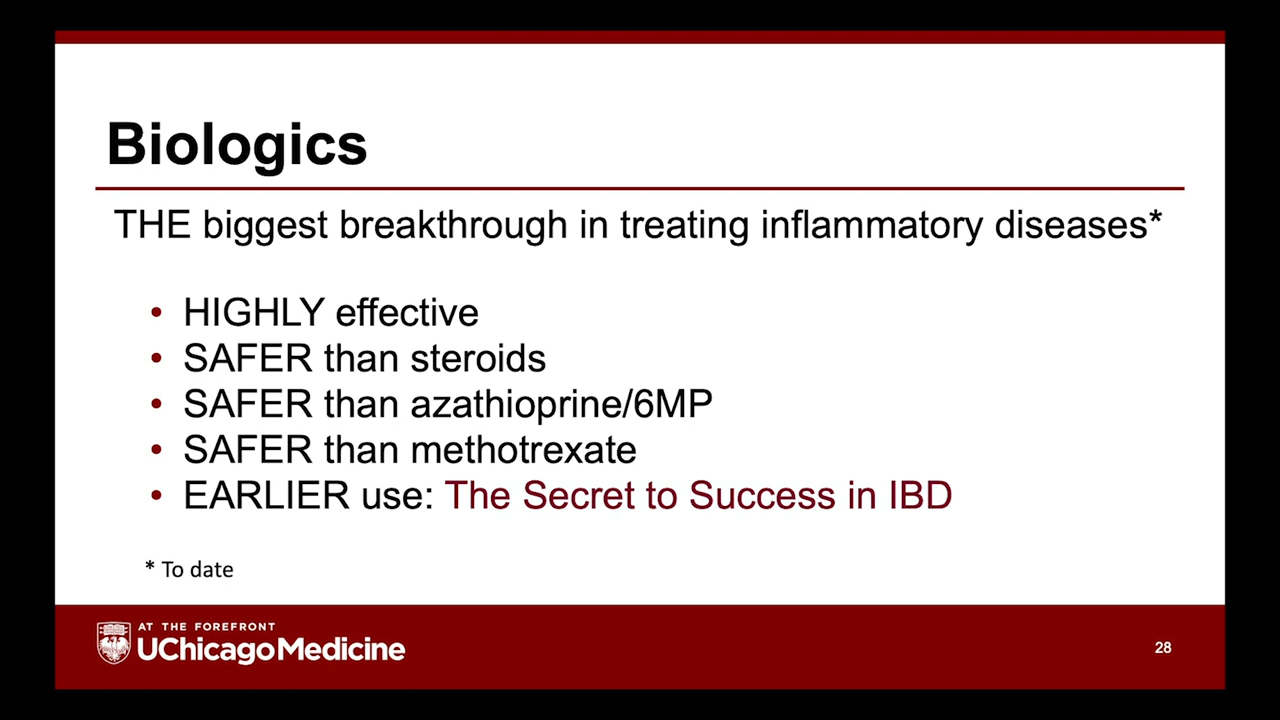 Biologics
THE biggest breakthrough in treating inflammatory diseases*
• HIGHLY effective
• SAFER than steroids
• SAFER than azathioprine/6MP
• SAFER than methotrexate
• EARLIER use: The Secret to Success in IBD
* To date
AT THE FOREFRONT
UChicagoMedicine
28